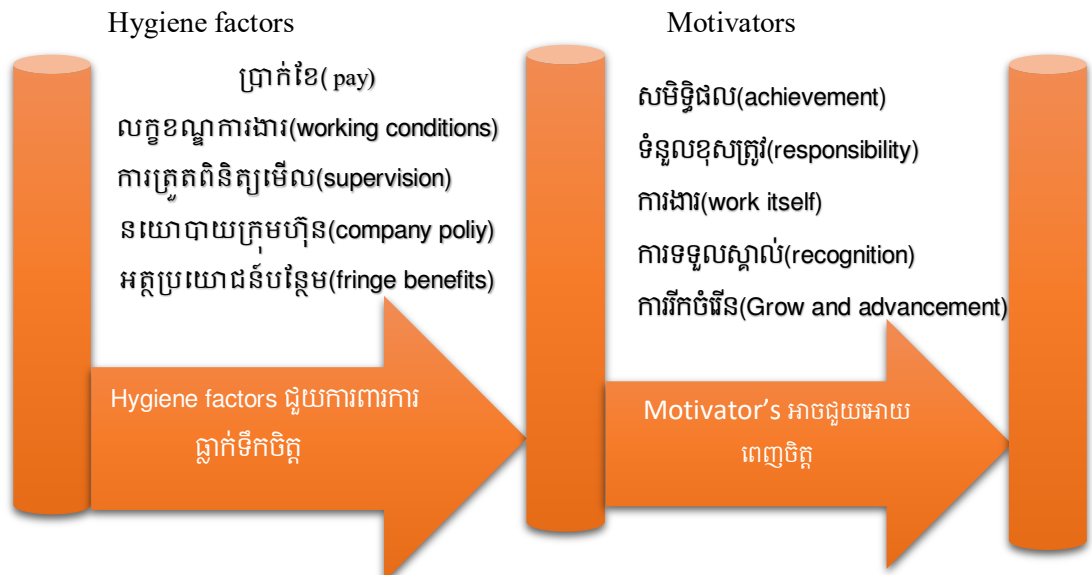 Hygiene factors
ប្រាក់ខែ( pay)
លក្ខខណ្ឌការងារ(working conditions)
ការត្រួតពិនិត្យមើល(supervision)
នយោបាយក្រុមហ៊ុន(company poliy)
អត្ថប្រយោជន៍បន្ថែម(fringe benefits)
Hygiene factors ជួយការពារការ
ធ្លាក់ទឹកចិត្ត
Motivators
សមិទ្ធិផល(achievement)
ទំនួលខុសត្រូវ(responsibility)
ការងារ(work itself)
ការទទួលស្គាល់(recognition)
ការរីកចំរើន(Grow and advancement)
Motivator's អាចជួយអោយ
ពេញចិត្ត